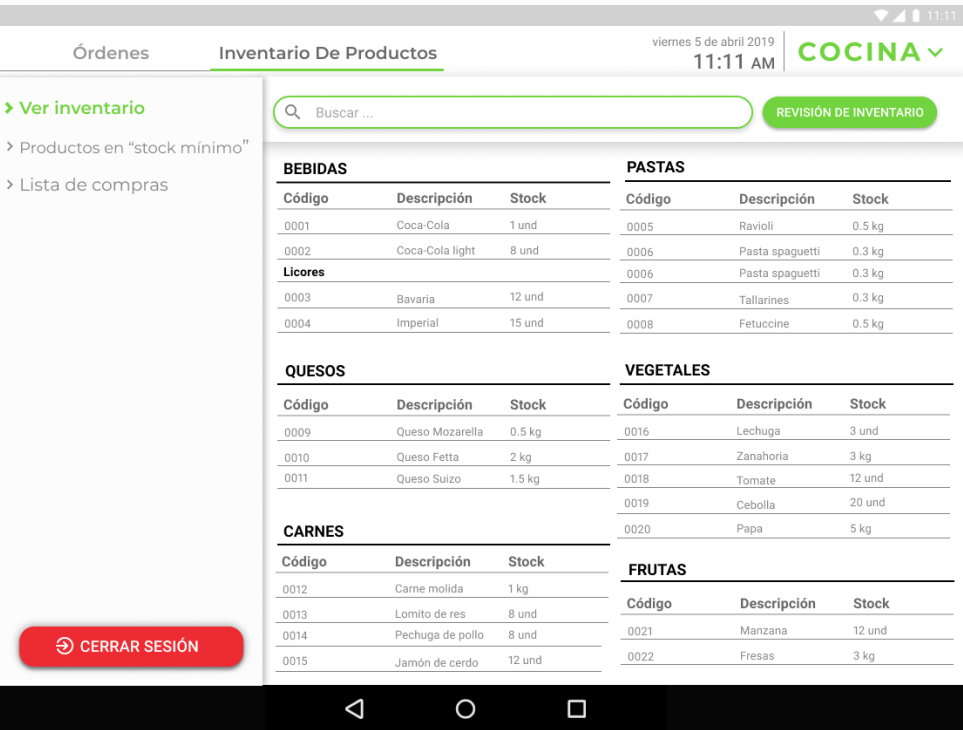 11:11
Órdenes
Inventario De Productos
viernes 5 de abril 2019
11:11 AM
COCINA
Ver inventario
Productos en “stock mínimo”
Lista de compras
CERRAR SESIÓN
Buscar ...
REVISIÓN DE INVENTARIO
BEBIDAS
Código Descripción Stock
0001 Coca-Cola 1 und
0002 Coca-Cola light 8 und
Licores
0003 Bavaria 12 und
0004 Imperial 15 und
QUESOS
Código Descripción Stock
0009 Queso Mozarella 0.5 kg
0010 Queso Fetta 2 kg
0011 Queso Suizo 1.5 kg
CARNES
Código Descripción Stock
0012 Carne molida 1 kg
0013 Lomito de res 8 und
0014 Pechuga de pollo 8 und
0015 Jamón de cerdo 12 und
PASTAS
Código Descripción Stock
0005 Ravioli 0.5 kg
0006 Pasta spaguetti 0.3 kg
0006 Pasta spaguetti 0.3 kg
0007 Tallarines 0.3 kg
0008 Fetuccine 0.5 kg
VEGETALES
Código Descripción Stock
0016 Lechuga 3 und
0017 Zanahoria 3 kg
0018 Tomate 12 und
0019 Cebolla 20 und
0020 Papa 5 kg
FRUTAS
Código Descripción Stock
0021 Manzana 12 und
0022 Fresas 3 kg